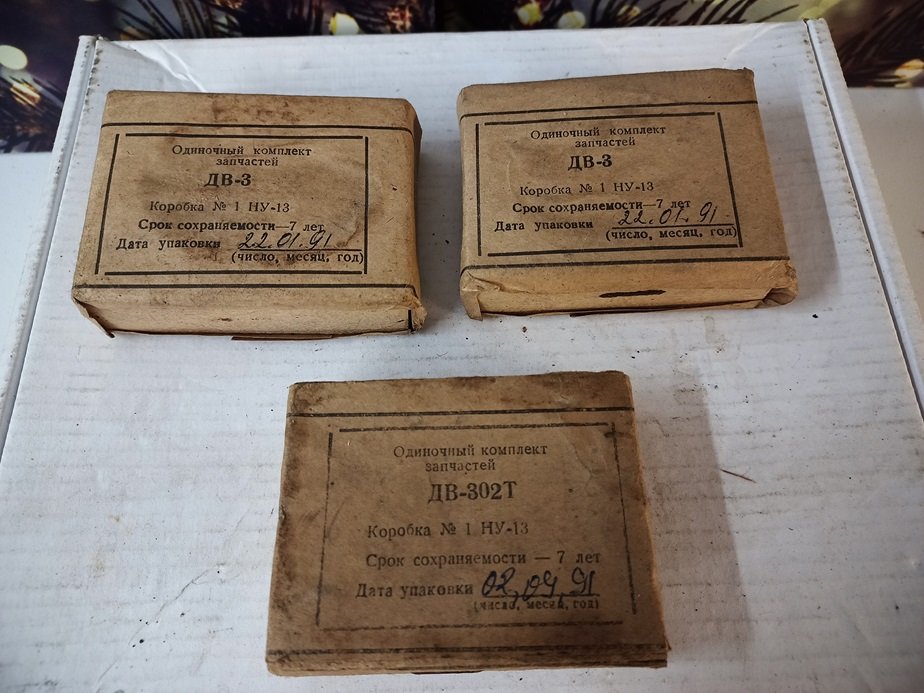 Одиночный комплект
запчастей
ДВ-3
Коробка № 1 НУ-13
Срок сохраняемости—7 лет
Дата упаковки 22.01.91
(число, месяц, год)
Одиночный комплект
запчастей
ДВ-3
Коробка № 1 НУ-13
Срок сохраняемости—7 лет
Дата упаковки 22.01.91.
(число, месяц, год)
Одиночный комплект
запчастей
ДВ-302Т
Коробка № 1 НУ-13
Срок сохраняемости — 7 лет
Дата упаковки 02,09,91
(число, месяц, год)